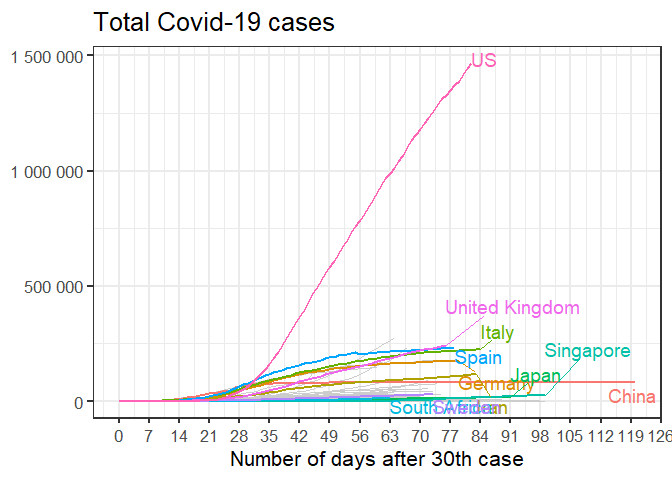 Total Covid-19 cases
1 500 000
1 000 000
500 000
0
US
United Kingdom
Italy
Spain
Singapore
Germany
Japan
China
South Africa
0 7 14 21 28 35 42 49 56 63 70 77 84 91 98 105 112 119 126
Number of days after 30th case